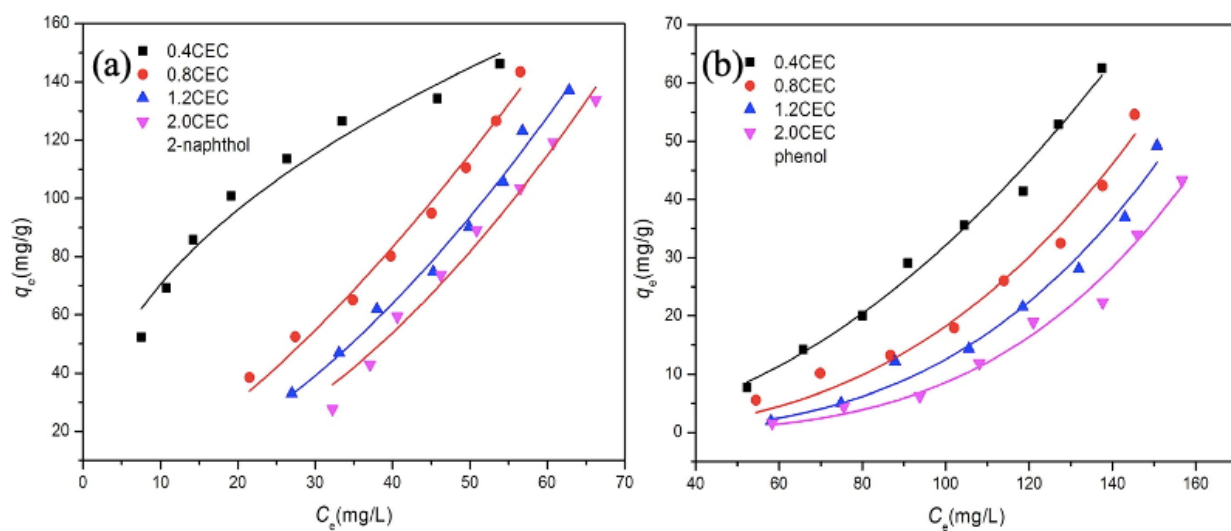 (a)
0.4CEC
0.8CEC
1.2CEC
2.0CEC
2-naphthol
160
140
120
100
80
60
40
20
qe(mg/g)
0 10 20 30 40 50 60 70
Ce(mg/L)
(b)
0.4CEC
0.8CEC
1.2CEC
2.0CEC
phenol
70
60
50
40
30
20
10
0
qe(mg/g)
40 60 80 100 120 140 160
Ce(mg/L)